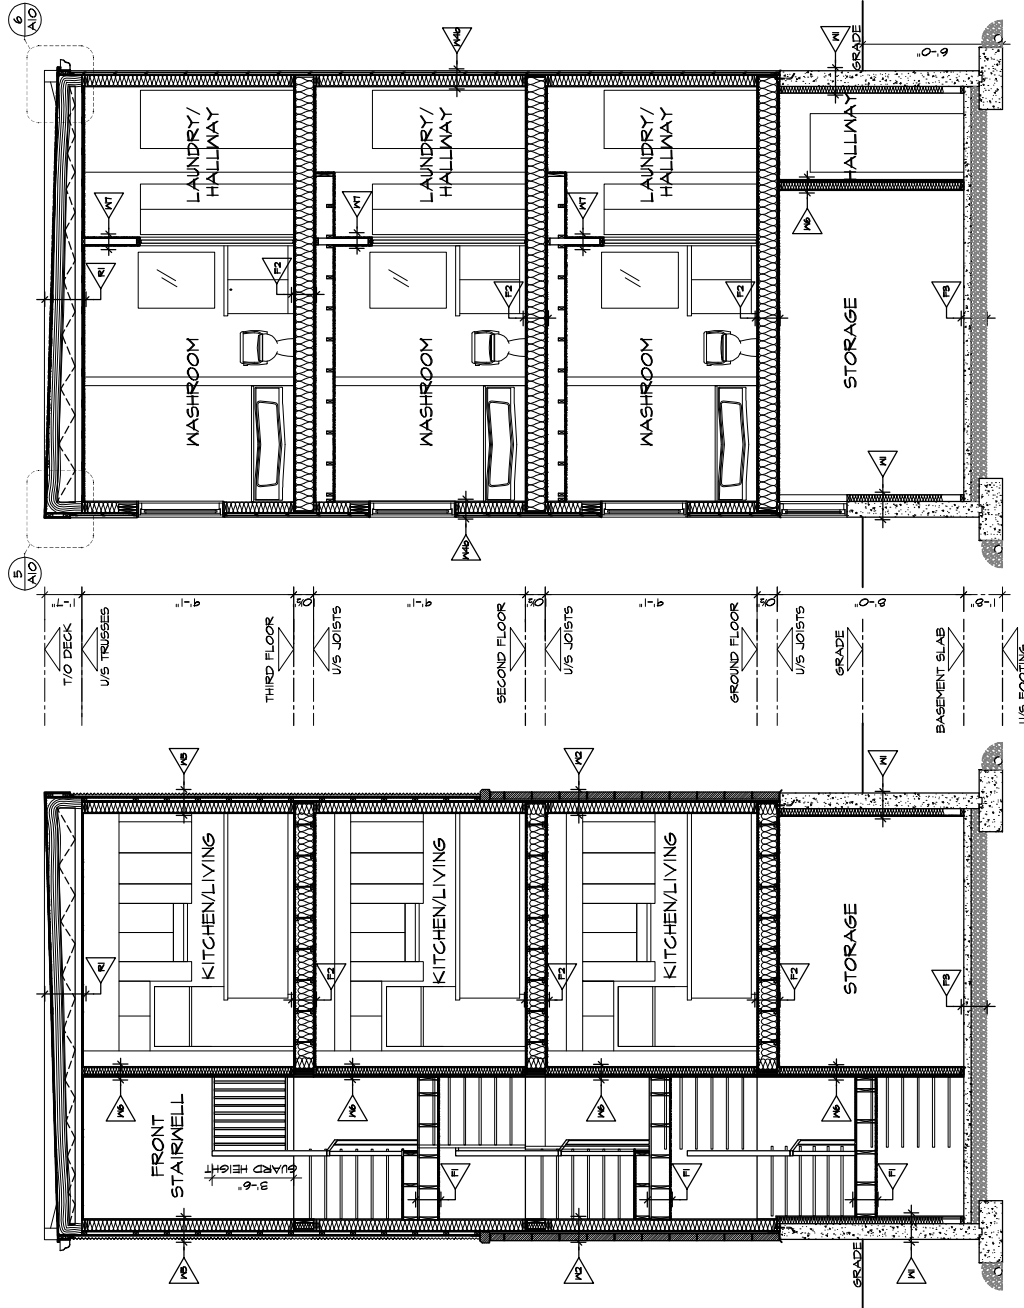 6
A10
5
A10
W4b
W1
GRADE
6'-0"
LAUNDRY/
HALLWAY
LAUNDRY/
HALLWAY
LAUNDRY/
HALLWAY
HALLWAY
W7
W7
W7
W6
R1
F2
F2
F2
F3
WASHROOM
WASHROOM
WASHROOM
STORAGE
W1
W4b
1'-7"
9'-1"
9'-1"
9'-1"
8'-0"
1'-8"
T/O DECK
U/S TRUSSES
THIRD FLOOR
U/S JOISTS
SECOND FLOOR
U/S JOISTS
GROUND FLOOR
U/S JOISTS
GRADE
BASEMENT SLAB
U/S FOOTING
W3
W2
W1
KITCHEN/LIVING
KITCHEN/LIVING
KITCHEN/LIVING
STORAGE
R1
F2
F2
F2
F3
W6
W6
W6
W6
FRONT
STAIRWELL
GUARD HEIGHT
3'-6"
F1
F1
F1
W3
W2
GRADE
W1